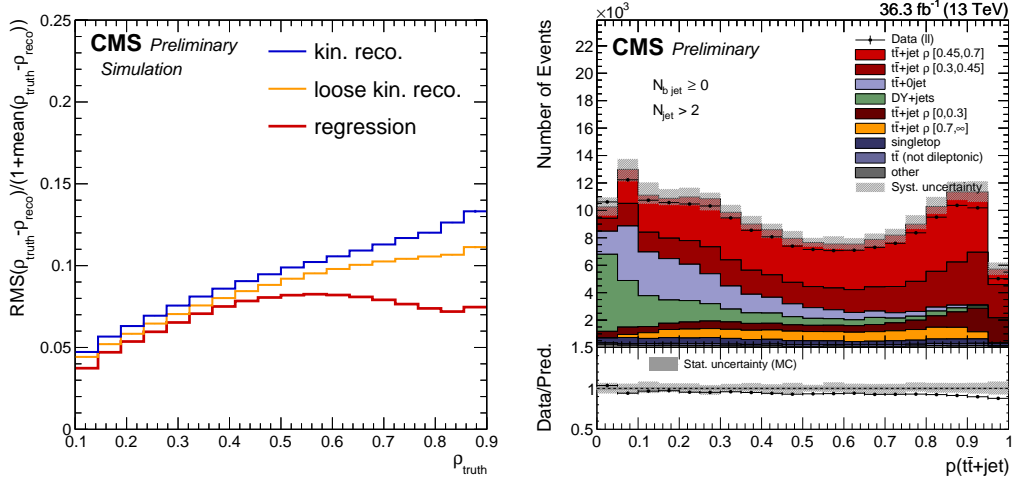 CMS Preliminary
Simulation
kin. reco.
loose kin. reco.
regression
RMS(ρtruth-ρreco)/(1+mean(ρtruth-ρreco))
0.25
0.2
0.15
0.1
0.05
0
0.1 0.2 0.3 0.4 0.5 0.6 0.7 0.8 0.9
ρtruth
×10³
36.3 fb⁻¹ (13 TeV)
CMS Preliminary
Nb jet ≥ 0
Njet > 2
Data (ll)
tt̄+jet ρ [0.45,0.7]
tt̄+jet ρ [0.3,0.45]
tt̄+0jet
DY+jets
tt̄+jet ρ [0,0.3]
tt̄+jet ρ [0.7,∞]
singletop
tt̄ (not dileptonic)
other
Syst. uncertainty
Number of Events
22
20
18
16
14
12
10
8
6
4
2
1.5
Stat. uncertainty (MC)
Data/Pred.
1
0.5
0 0.1 0.2 0.3 0.4 0.5 0.6 0.7 0.8 0.9 1
p(tt̄+jet)